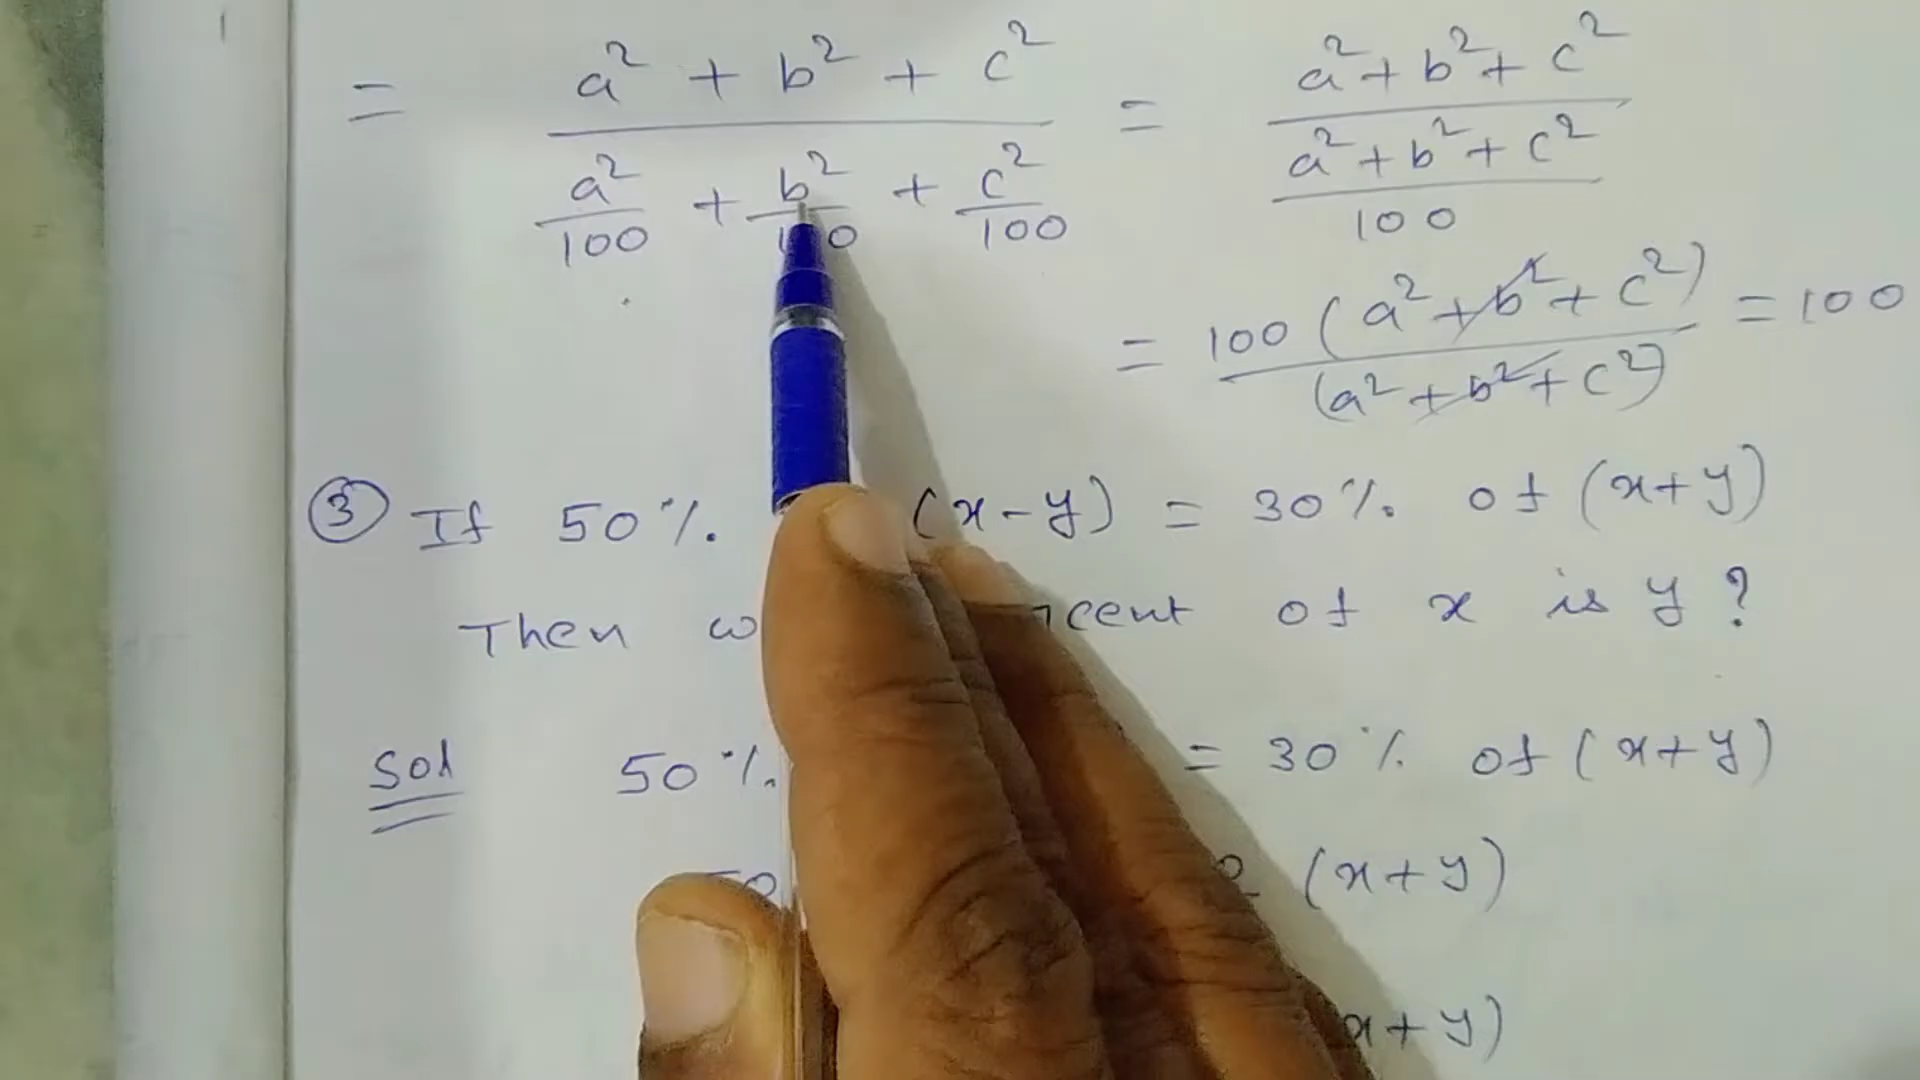 = a² + b² + c² / a²/100 + b²/100 + c²/100 = a² + b² + c² / a² + b² + c² / 100
= 100 (a² + b² + c²) / (a² + b² + c²) = 100
③ If 50% (x-y) = 30% of (x+y)
Then of x is y ?
Sol 50% = 30% of (x+y)
(x+y)
x+y)